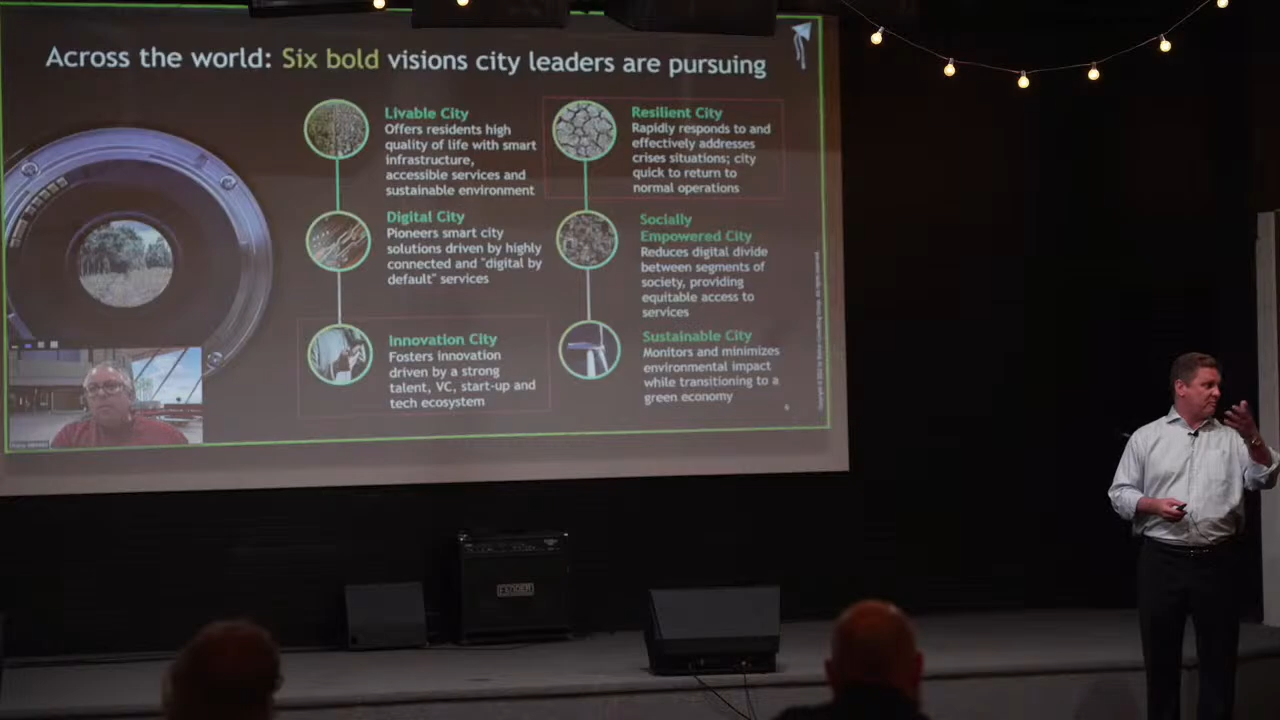 Across the world: Six bold visions city leaders are pursuing
Livable City
Offers residents high
quality of life with smart
infrastructure,
accessible services and
sustainable environment
Digital City
Pioneers smart city
solutions driven by highly
connected and "digital by
default" services
Innovation City
Fosters innovation
driven by a strong
talent, VC, start-up and
tech ecosystem
Resilient City
Rapidly responds to and
effectively addresses
crises situations; city
quick to return to
normal operations
Socially
Empowered City
Reduces digital divide
between segments of
society, providing
equitable access to
services
Sustainable City
Monitors and minimizes
environmental impact
while transitioning to a
green economy
FENDER